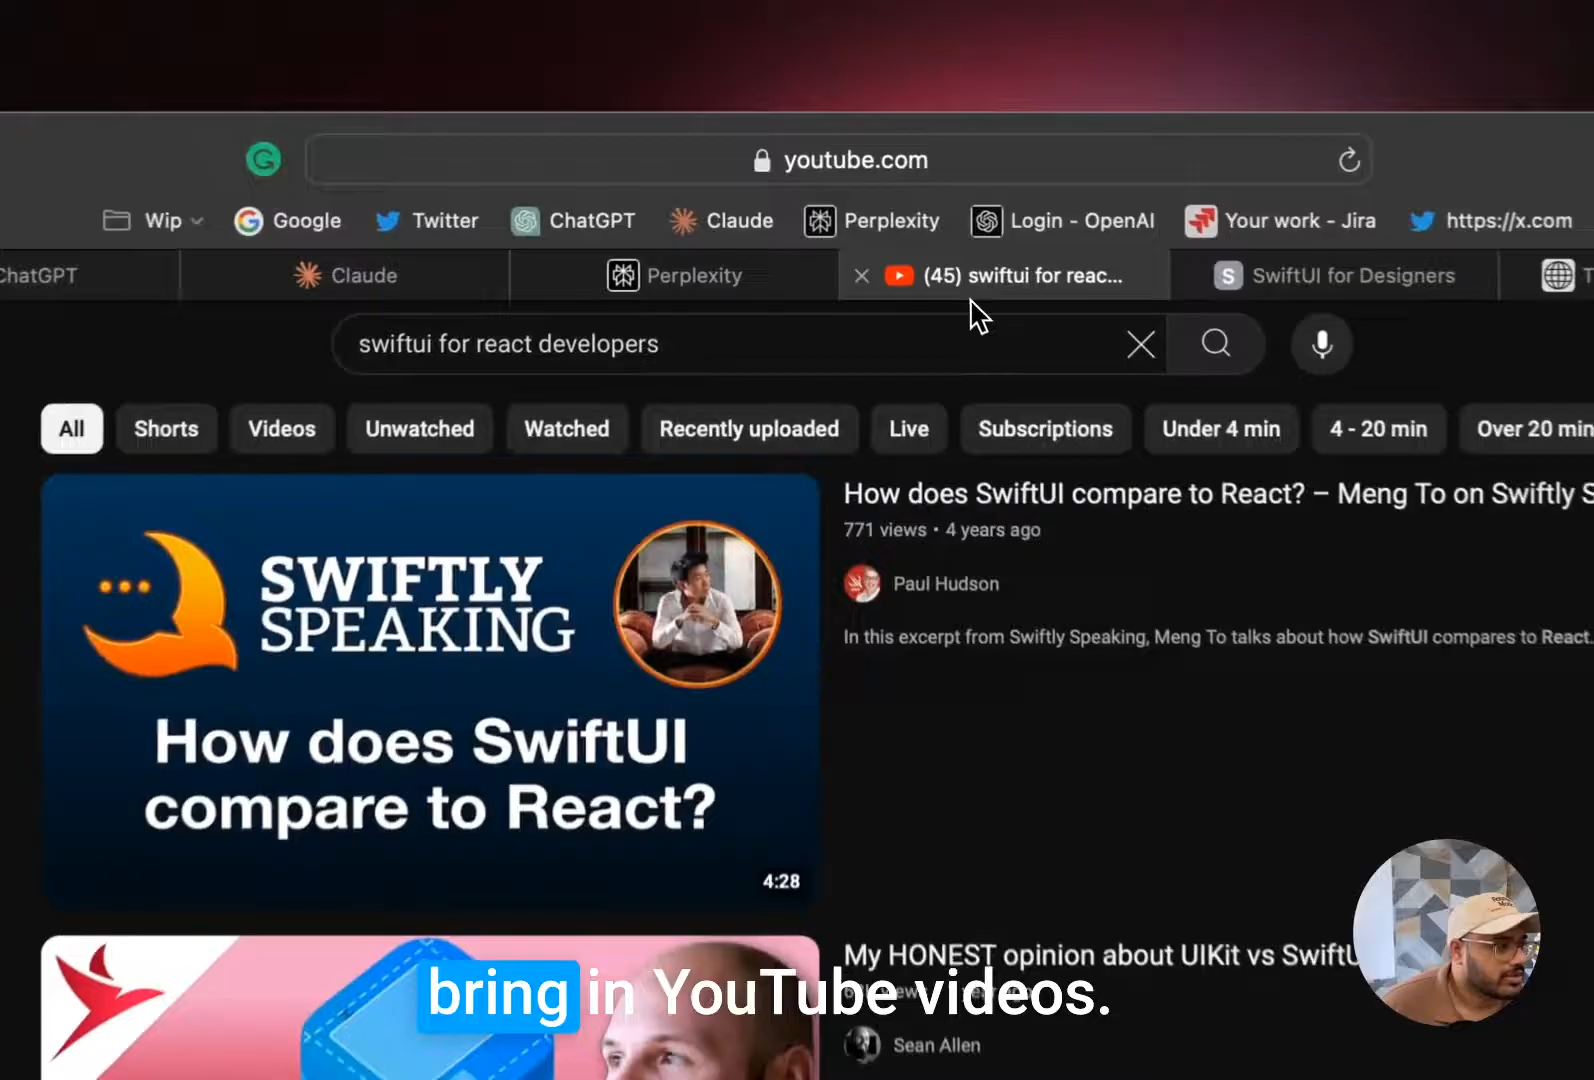 youtube.com
Wip
Google
Twitter
ChatGPT
Claude
Perplexity
Login - OpenAI
Your work - Jira
https://x.com
ChatGPT
Claude
Perplexity
(45) swiftui for reac...
S
SwiftUI for Designers
T
swiftui for react developers
All
Shorts
Videos
Unwatched
Watched
Recently uploaded
Live
Subscriptions
Under 4 min
4 - 20 min
Over 20 min
SWIFTLY
SPEAKING
How does SwiftUI
compare to React?
4:28
How does SwiftUI compare to React? – Meng To on Swiftly S
771 views • 4 years ago
Paul Hudson
In this excerpt from Swiftly Speaking, Meng To talks about how SwiftUI compares to React.
My HONEST opinion about UIKit vs SwiftU
bring in YouTube videos.
Sean Allen